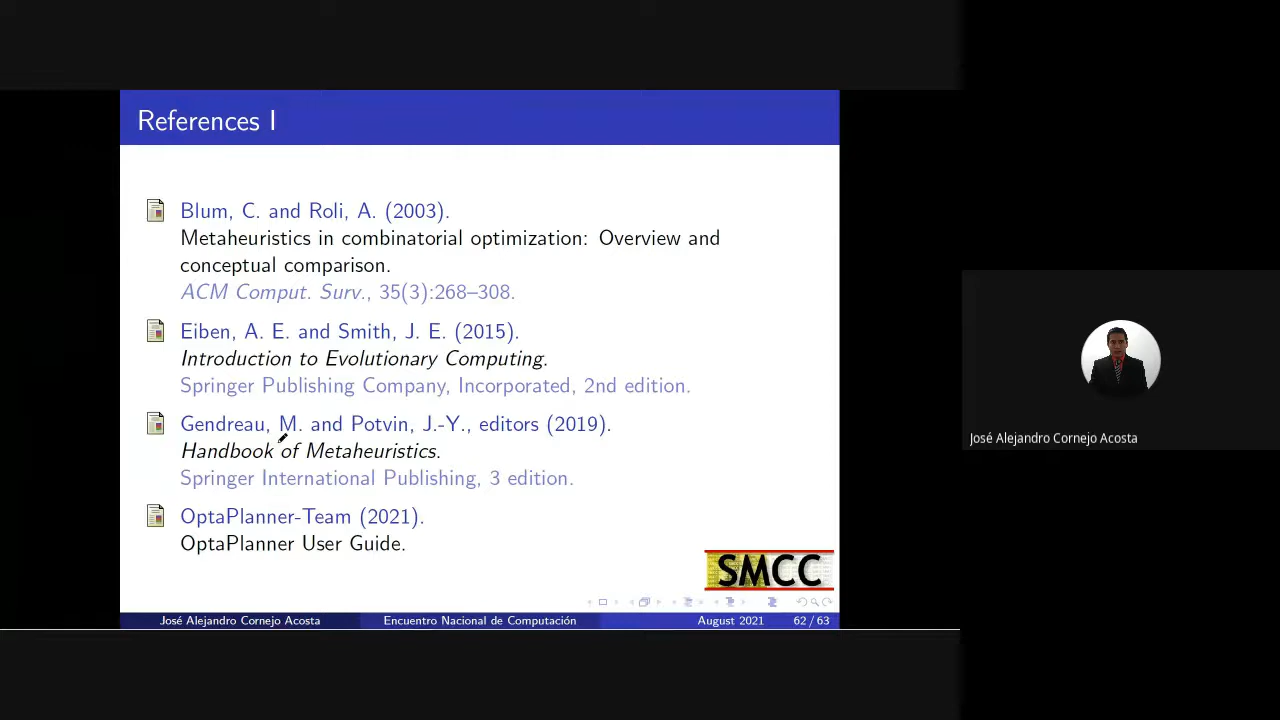 References I
Blum, C. and Roli, A. (2003).
Metaheuristics in combinatorial optimization: Overview and
conceptual comparison.
ACM Comput. Surv., 35(3):268–308.
Eiben, A. E. and Smith, J. E. (2015).
Introduction to Evolutionary Computing.
Springer Publishing Company, Incorporated, 2nd edition.
Gendreau, M. and Potvin, J.-Y., editors (2019).
Handbook of Metaheuristics.
Springer International Publishing, 3 edition.
OptaPlanner-Team (2021).
OptaPlanner User Guide.
SMCC
José Alejandro Cornejo Acosta Encuentro Nacional de Computación August 2021 62 / 63
José Alejandro Cornejo Acosta